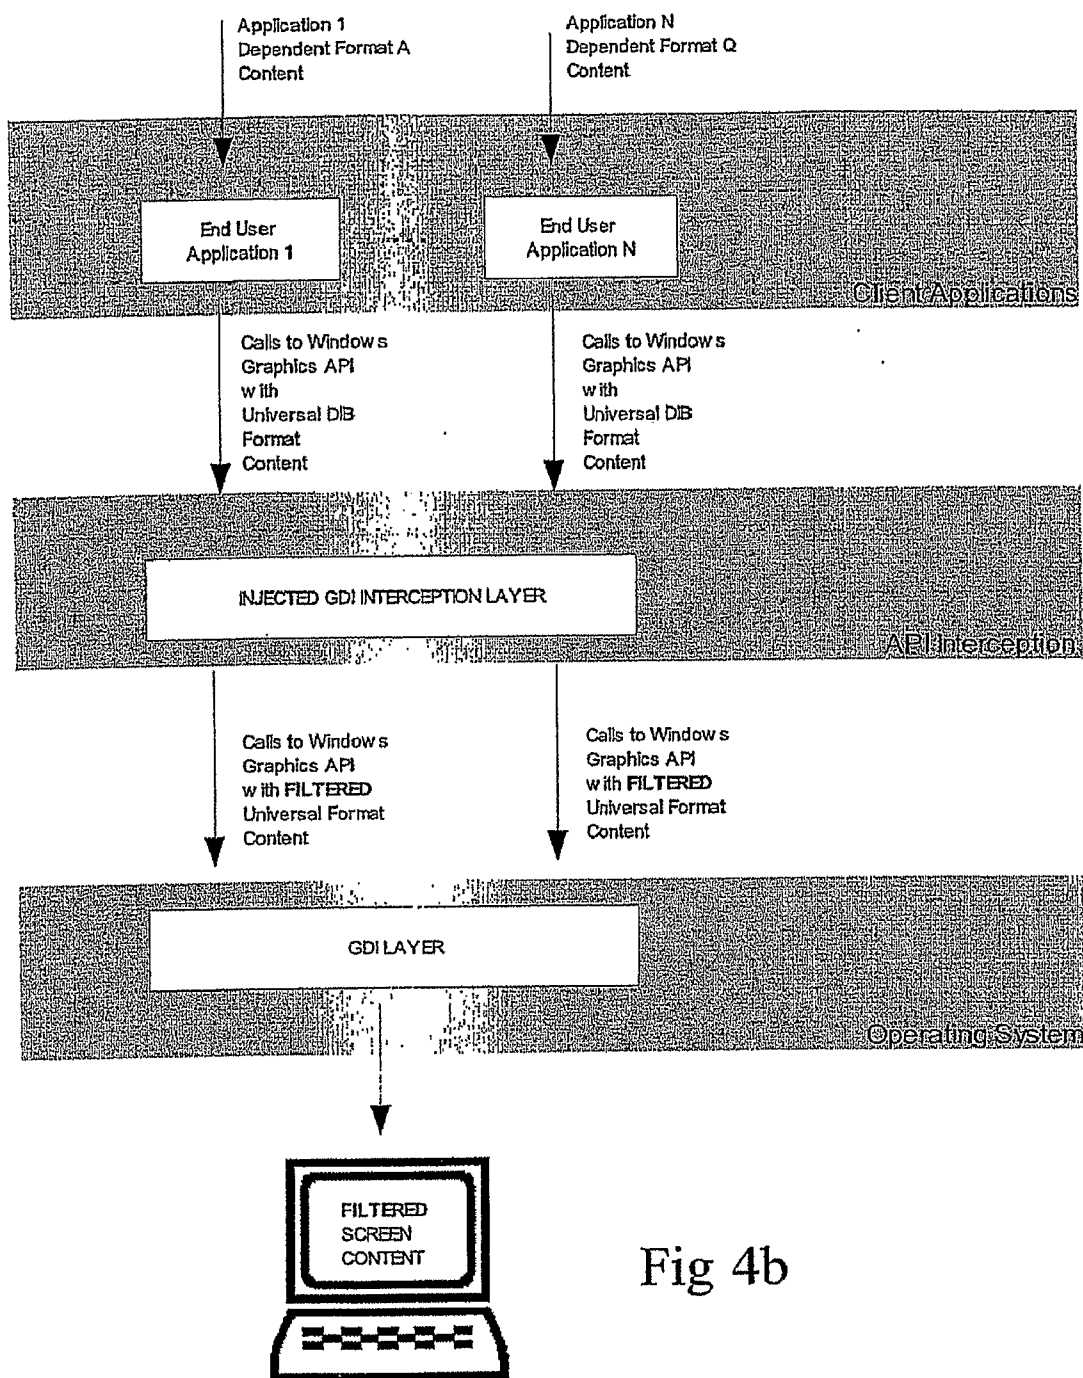 Application 1
Dependent Format A
Content
Application N
Dependent Format Q
Content
End User
Application 1
End User
Application N
Client Applications
Calls to Windows
Graphics API
with
Universal DIB
Format
Content
Calls to Windows
Graphics API
with
Universal DIB
Format
Content
INJECTED GDI INTERCEPTION LAYER
API Interception
Calls to Windows
Graphics API
with FILTERED
Universal Format
Content
Calls to Windows
Graphics API
with FILTERED
Universal Format
Content
GDI LAYER
Operating System
FILTERED
SCREEN
CONTENT
Fig 4b